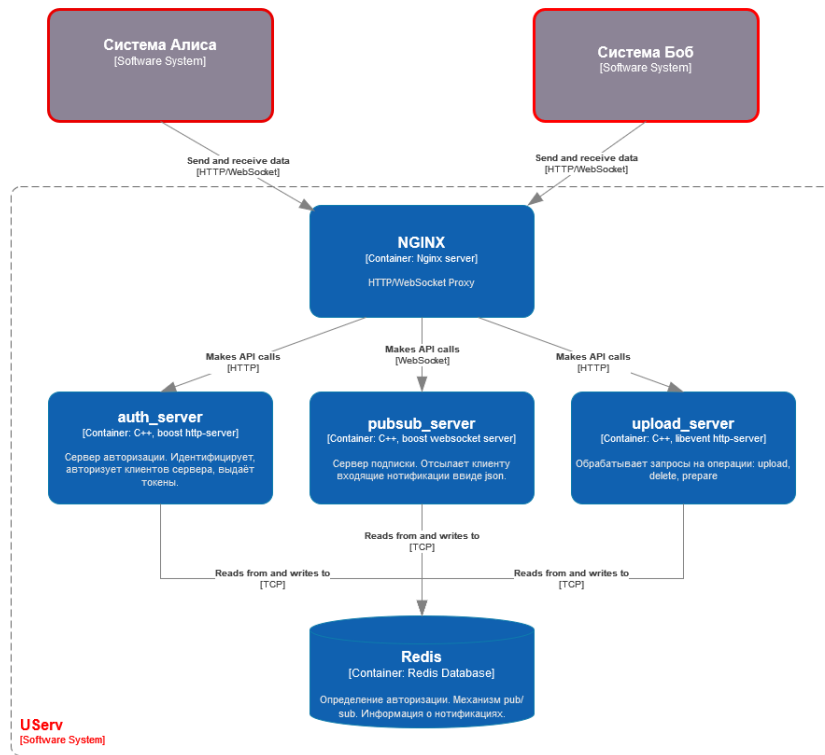 Система Алиса
[Software System]
Система Боб
[Software System]
Send and receive data
[HTTP/WebSocket]
Send and receive data
[HTTP/WebSocket]
NGINX
[Container: Nginx server]
HTTP/WebSocket Proxy
Makes API calls
[HTTP]
Makes API calls
[WebSocket]
Makes API calls
[HTTP]
auth_server
[Container: C++, boost http-server]
Сервер авторизации. Идентифицирует,
авторизует клиентов сервера, выдаёт
токены.
pubsub_server
[Container: C++, boost websocket server]
Сервер подписки. Отсылает клиенту
входящие нотификации ввиде json.
upload_server
[Container: C++, libevent http-server]
Обрабатывает запросы на операции: upload,
delete, prepare
Reads from and writes to
[TCP]
Reads from and writes to
[TCP]
Reads from and writes to
[TCP]
Redis
[Container: Redis Database]
Определение авторизации. Механизм pub/
sub. Информация о нотификациях.
UServ
[Software System]